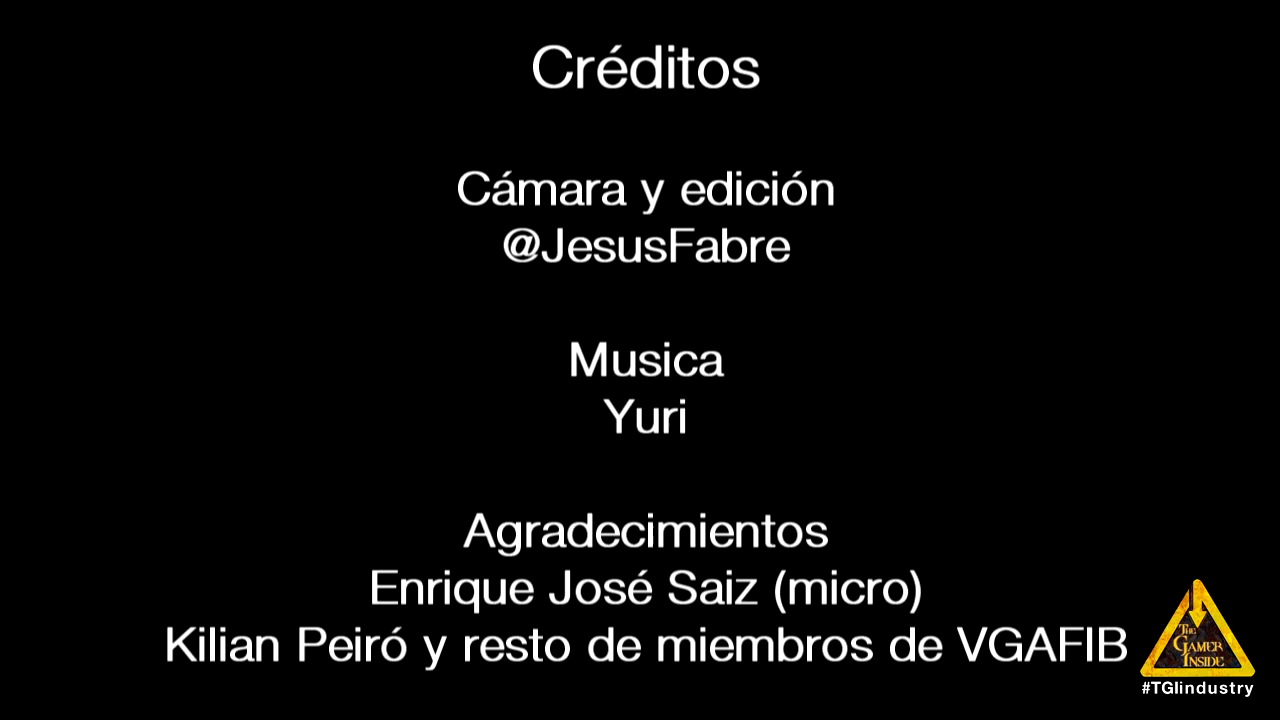 Créditos
Cámara y edición
@JesusFabre
Musica
Yuri
Agradecimientos
Enrique José Saiz (micro)
Kilian Peiró y resto de miembros de VGAFIB
THE
GAMER
INSIDE
#TGIindustry